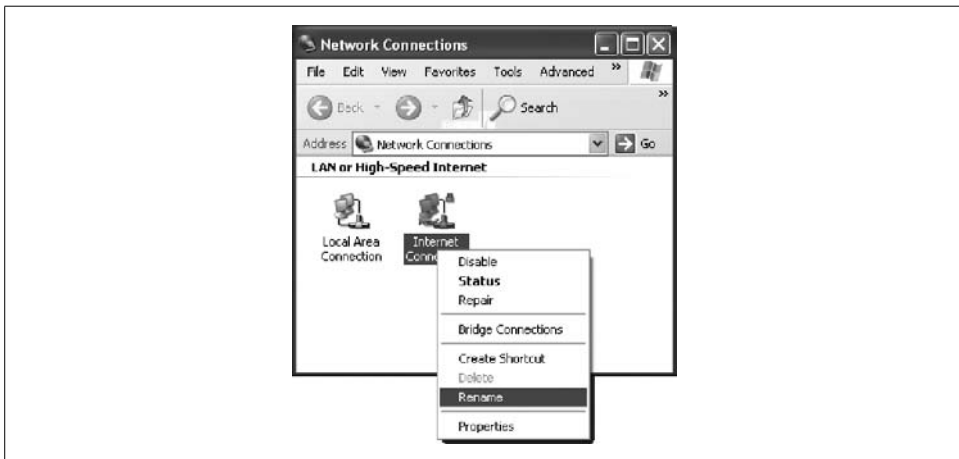 Network Connections
File Edit View Favorites Tools Advanced »
Back Search »
Address Network Connections Go
LAN or High-Speed Internet
Local Area
Connection
Internet
Disable
Status
Repair
Bridge Connections
Create Shortcut
Delete
Rename
Properties